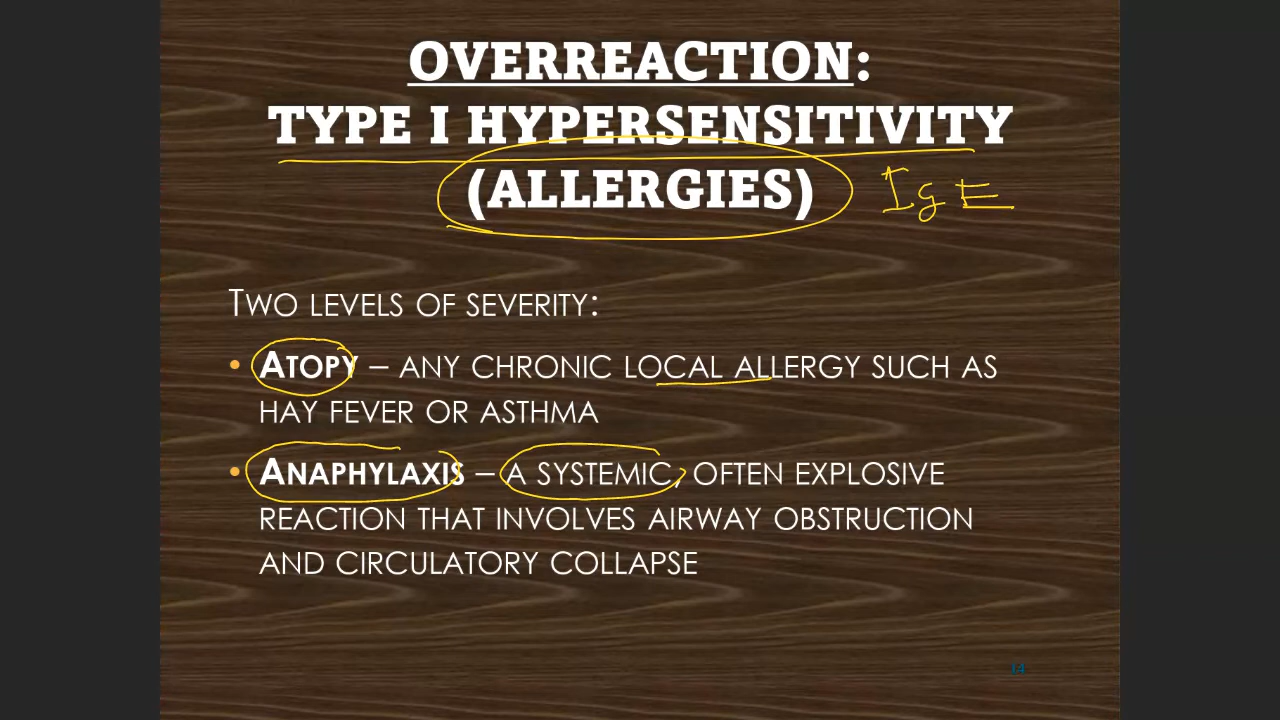 OVERREACTION:
TYPE I HYPERSENSITIVITY
(ALLERGIES) IgE
TWO LEVELS OF SEVERITY:
• ATOPY – ANY CHRONIC LOCAL ALLERGY SUCH AS
HAY FEVER OR ASTHMA
• ANAPHYLAXIS – A SYSTEMIC, OFTEN EXPLOSIVE
REACTION THAT INVOLVES AIRWAY OBSTRUCTION
AND CIRCULATORY COLLAPSE
14